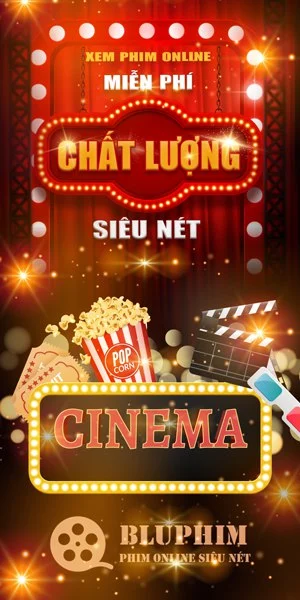 XEM PHIM ONLINE
MIỄN PHÍ
CHẤT LƯỢNG
SIÊU NÉT
POP
CORN
CINEMA
BLUPHIM
PHIM ONLINE SIÊU NÉT